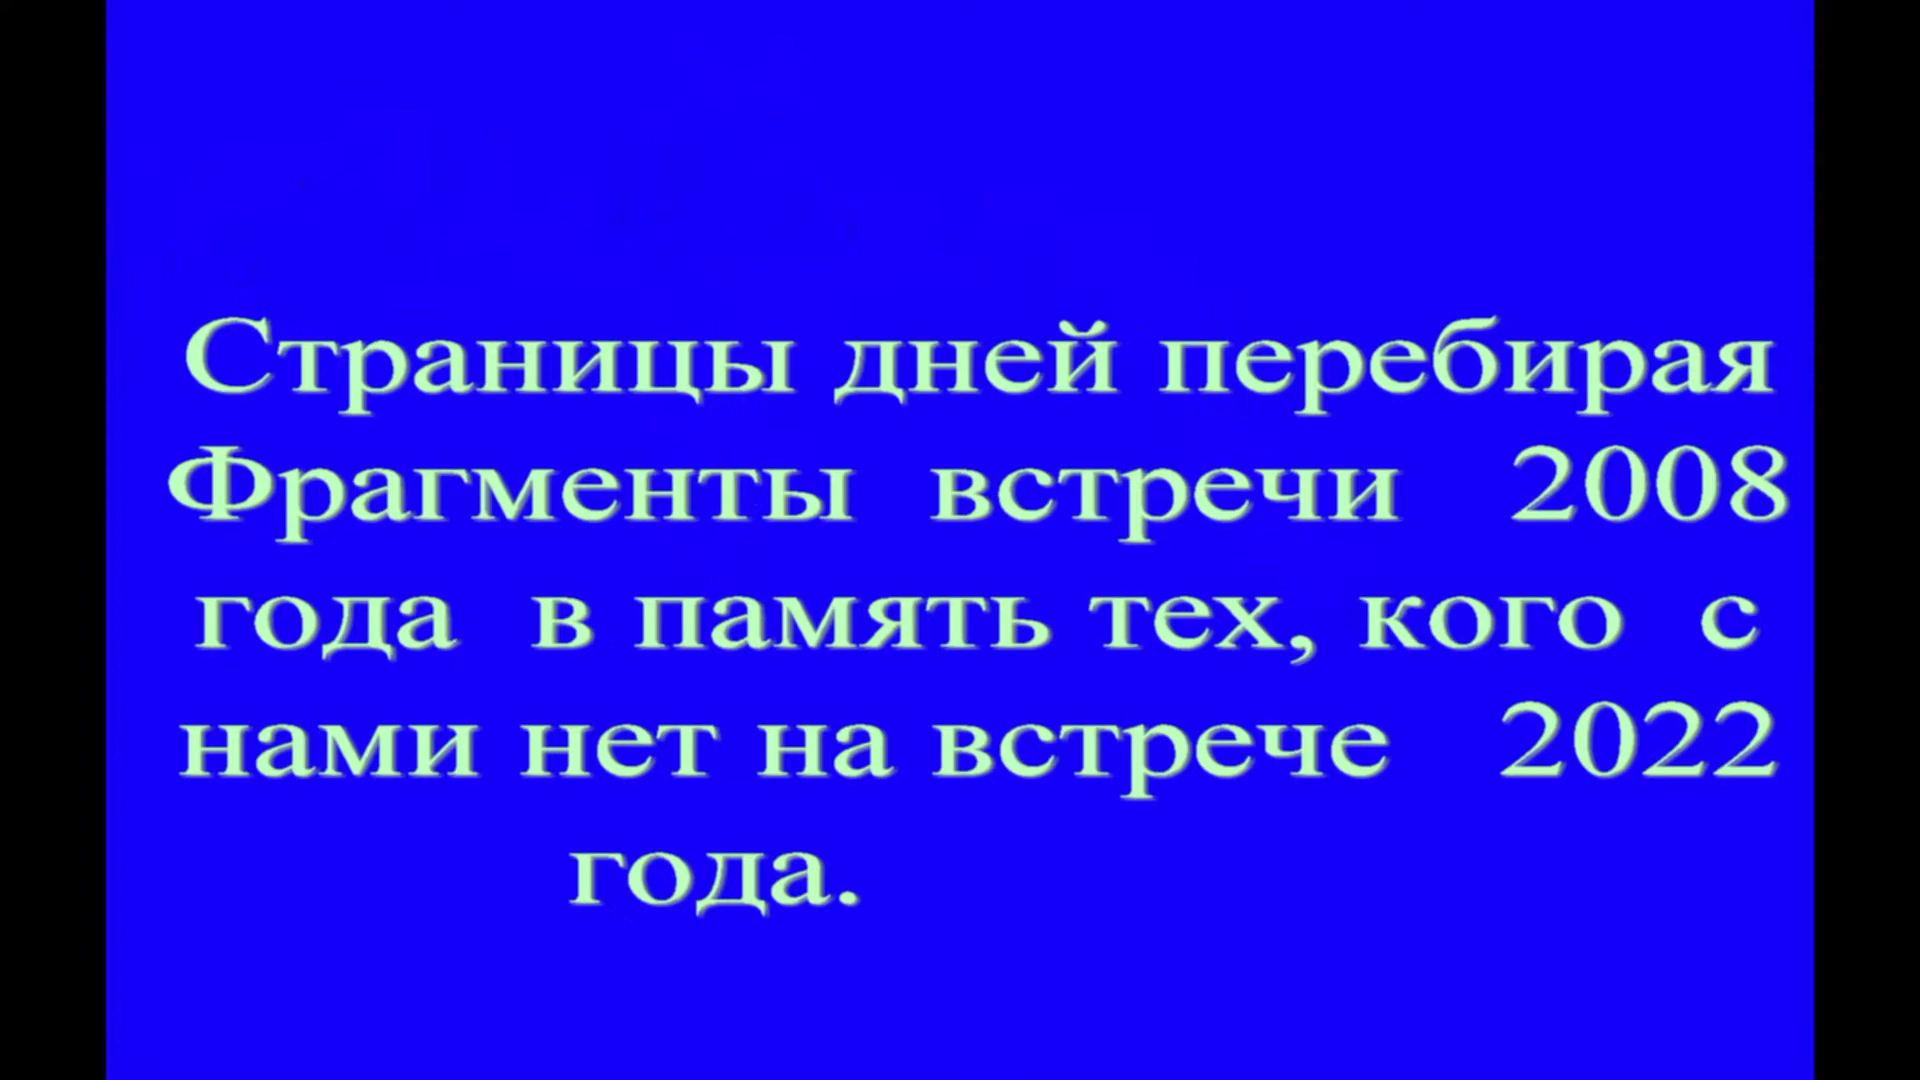 Страницы дней перебирая
Фрагменты встречи 2008
года в память тех, кого с
нами нет на встрече 2022
года.